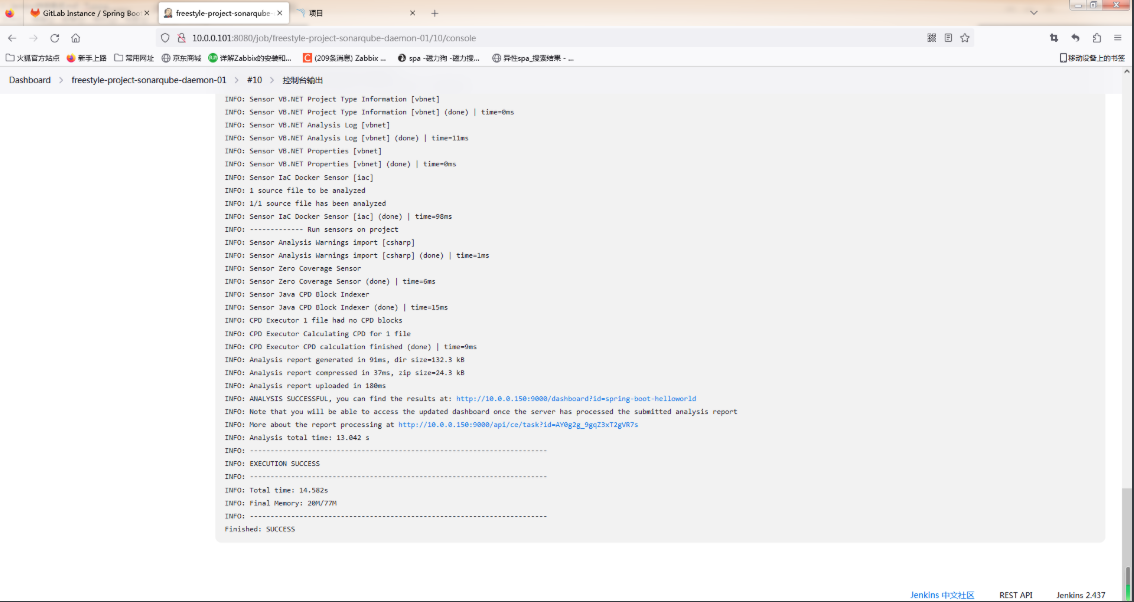 GitLab Instance / Spring Boo
freestyle-project-sonarqube-
项目
10.0.0.101:8080/job/freestyle-project-sonarqube-daemon-01/10/console
火狐官方站点
新手上路
常用网址
京东商城
详解Zabbix的安装和...
(209条消息) Zabbix ...
spa -磁力狗 -磁力搜...
异性spa_搜索结果 - ...
移动设备上的书签
Dashboard > freestyle-project-sonarqube-daemon-01 > #10 > 控制台输出
INFO: Sensor VB.NET Project Type Information [vbnet]
INFO: Sensor VB.NET Project Type Information [vbnet] (done) | time=0ms
INFO: Sensor VB.NET Analysis Log [vbnet]
INFO: Sensor VB.NET Analysis Log [vbnet] (done) | time=11ms
INFO: Sensor VB.NET Properties [vbnet]
INFO: Sensor VB.NET Properties [vbnet] (done) | time=0ms
INFO: Sensor IaC Docker Sensor [iac]
INFO: 1 source file to be analyzed
INFO: 1/1 source file has been analyzed
INFO: Sensor IaC Docker Sensor [iac] (done) | time=98ms
INFO: ------------- Run sensors on project
INFO: Sensor Analysis Warnings import [csharp]
INFO: Sensor Analysis Warnings import [csharp] (done) | time=1ms
INFO: Sensor Zero Coverage Sensor
INFO: Sensor Zero Coverage Sensor (done) | time=6ms
INFO: Sensor Java CPD Block Indexer
INFO: Sensor Java CPD Block Indexer (done) | time=15ms
INFO: CPD Executor 1 file had no CPD blocks
INFO: CPD Executor Calculating CPD for 1 file
INFO: CPD Executor CPD calculation finished (done) | time=9ms
INFO: Analysis report generated in 91ms, dir size=132.3 kB
INFO: Analysis report compressed in 37ms, zip size=24.3 kB
INFO: Analysis report uploaded in 180ms
INFO: ANALYSIS SUCCESSFUL, you can find the results at: http://10.0.0.150:9000/dashboard?id=spring-boot-helloworld
INFO: Note that you will be able to access the updated dashboard once the server has processed the submitted analysis report
INFO: More about the report processing at http://10.0.0.150:9000/api/ce/task?id=AY0g2g_9gqZ3xT2gVR7s
INFO: Analysis total time: 13.042 s
INFO: ------------------------------------------------------------------------
INFO: EXECUTION SUCCESS
INFO: ------------------------------------------------------------------------
INFO: Total time: 14.582s
INFO: Final Memory: 20M/77M
INFO: ------------------------------------------------------------------------
Finished: SUCCESS
Jenkins 中文社区
REST API
Jenkins 2.437